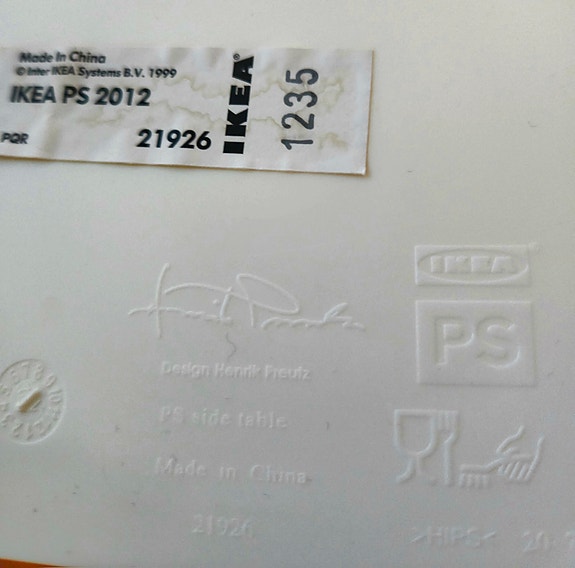 Made In China
© Inter IKEA Systems B.V. 1999
IKEA PS 2012
PQR
21926
IKEA®
1235
IKEA
PS
Design Henrik Preutz
PS side table
Made in China
21926
>HIPS<